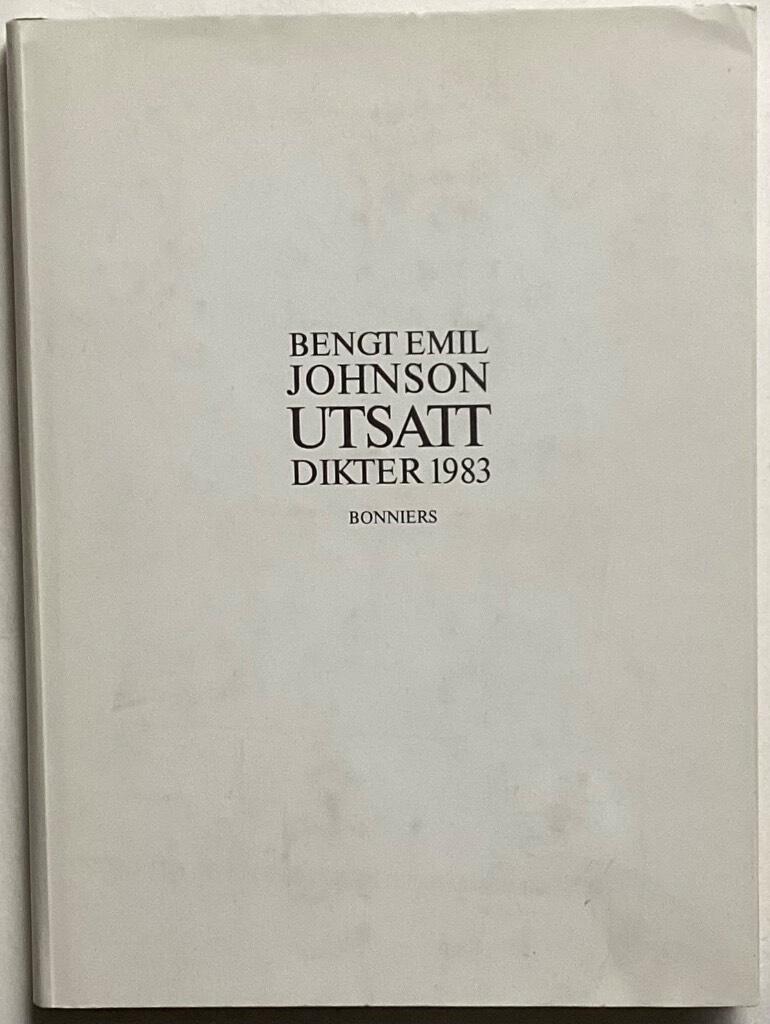 BENGT EMIL
JOHNSON
UTSATT
DIKTER 1983
BONNIERS